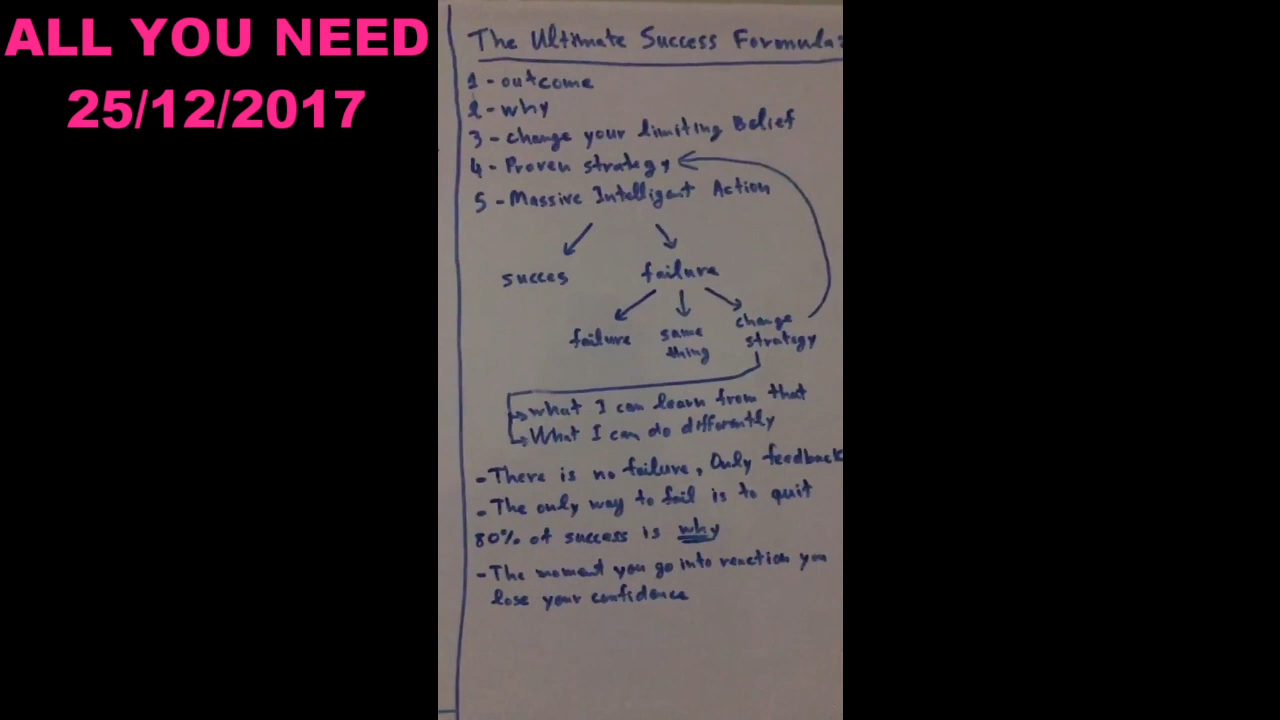 ALL YOU NEED
25/12/2017
The Ultimate Success Formula:
1 - outcome
2 - why
3 - change your limiting Belief
4 - Proven strategy
5 - Massive Intelligent Action
succes failure
failure same thing change strategy
what I can learn from that
What I can do differently
- There is no failure, Only feedback
- The only way to fail is to quit
80% of success is why
- The moment you go into reaction you
lose your confidence